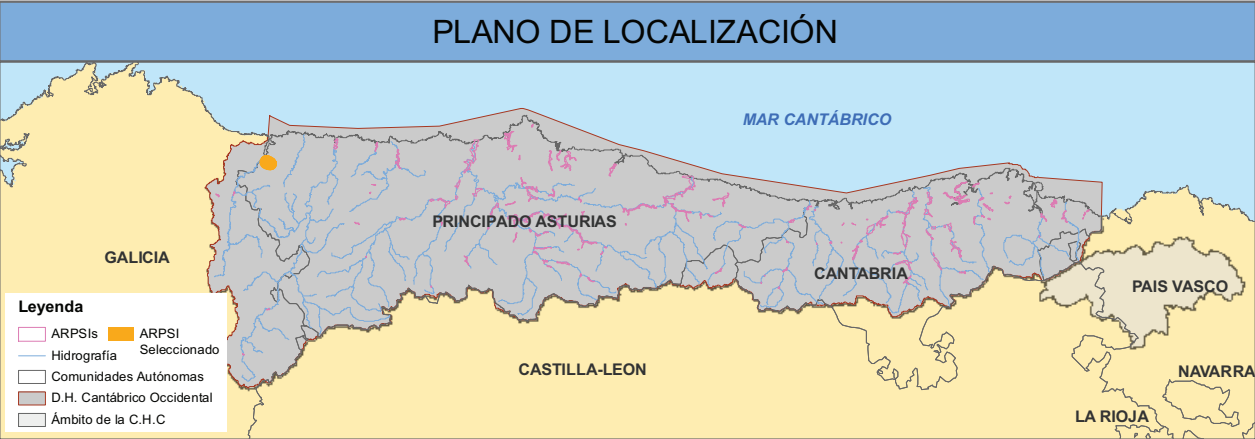 PLANO DE LOCALIZACIÓN
MAR CANTÁBRICO
PRINCIPADO ASTURIAS
GALICIA
CANTABRIA
PAIS VASCO
CASTILLA-LEON
NAVARRA
LA RIOJA
Leyenda
ARPSIs
ARPSI
Seleccionado
Hidrografía
Comunidades Autónomas
D.H. Cantábrico Occidental
Ámbito de la C.H.C